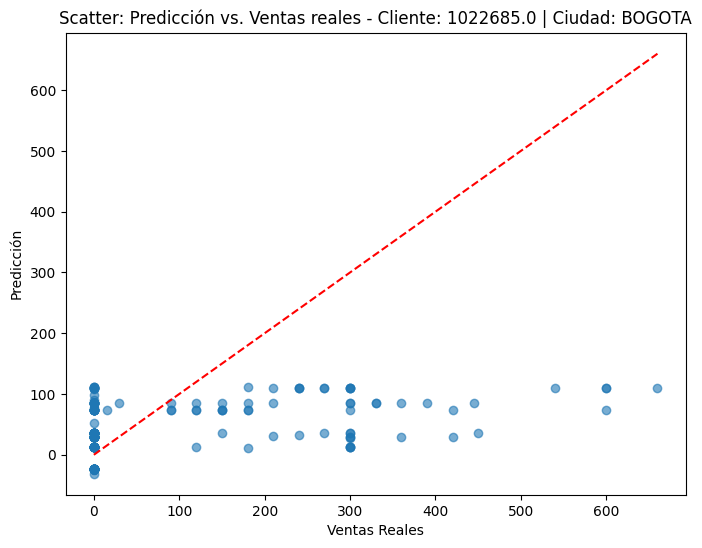 Scatter: Predicción vs. Ventas reales - Cliente: 1022685.0 | Ciudad: BOGOTA
600
500
400
300
200
100
0
Predicción
0 100 200 300 400 500 600
Ventas Reales